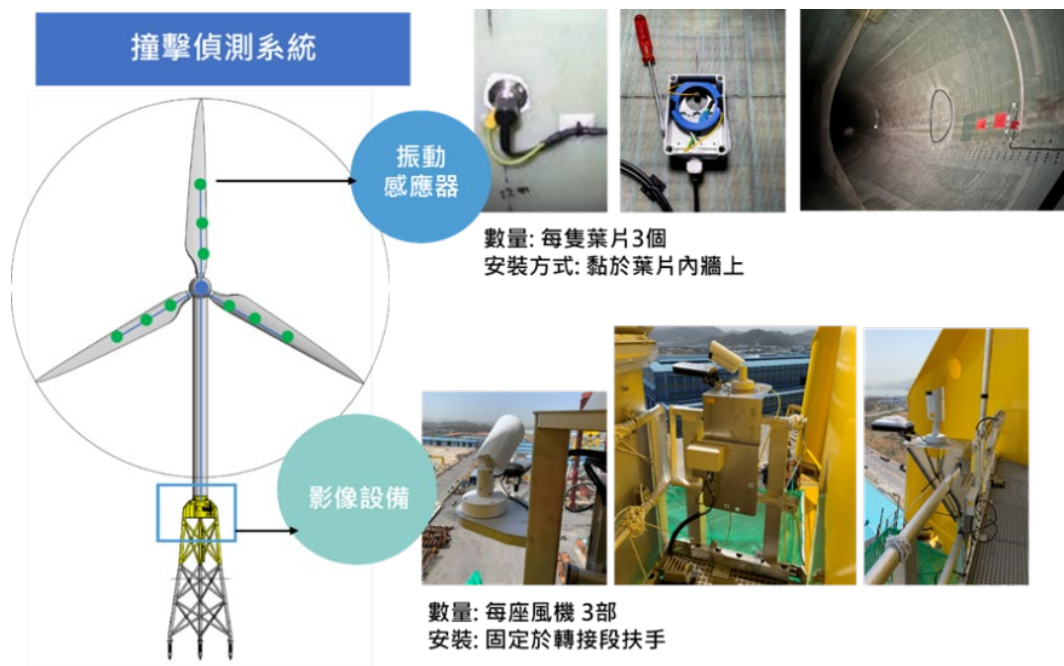 撞擊偵測系統
振動
感應器
數量: 每隻葉片3個
安裝方式: 黏於葉片內牆上
影像設備
數量: 每座風機 3部
安裝: 固定於轉接段扶手